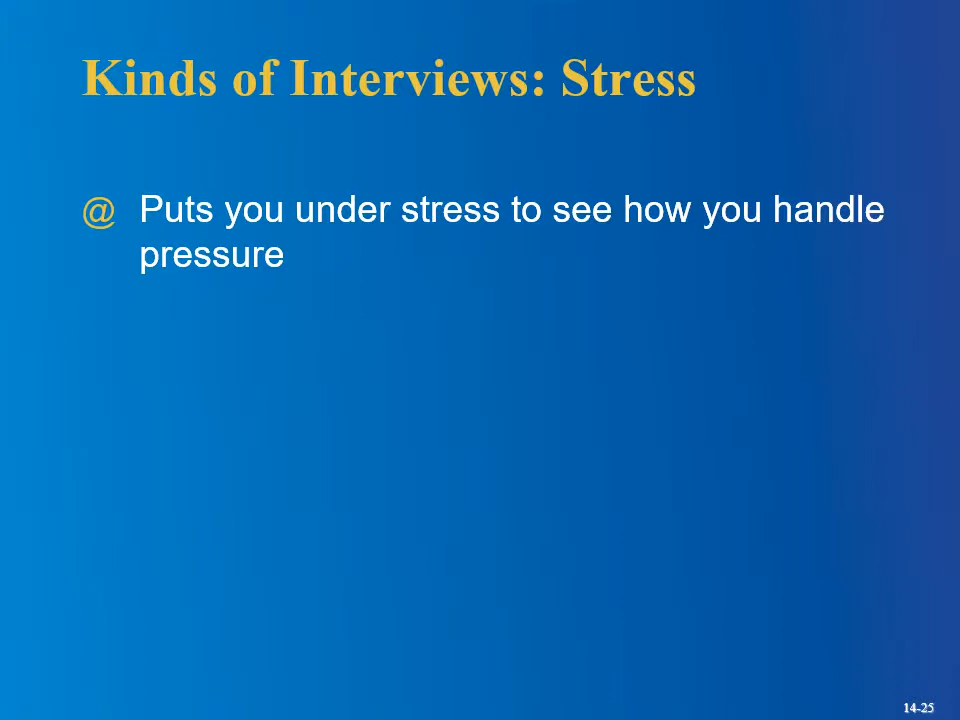 Kinds of Interviews: Stress
@ Puts you under stress to see how you handle
pressure
14-25